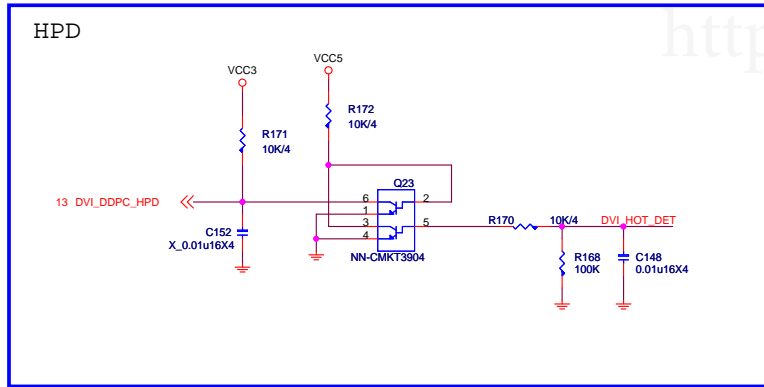 HPD
http
VCC3
VCC5
R172
10K/4
R171
10K/4
Q23
13 DVI_DDPC_HPD
6
2
1
3
5
4
R170
10K/4
DVI_HOT_DET
C152
X_0.01u16X4
NN-CMKT3904
R168
100K
C148
0.01u16X4